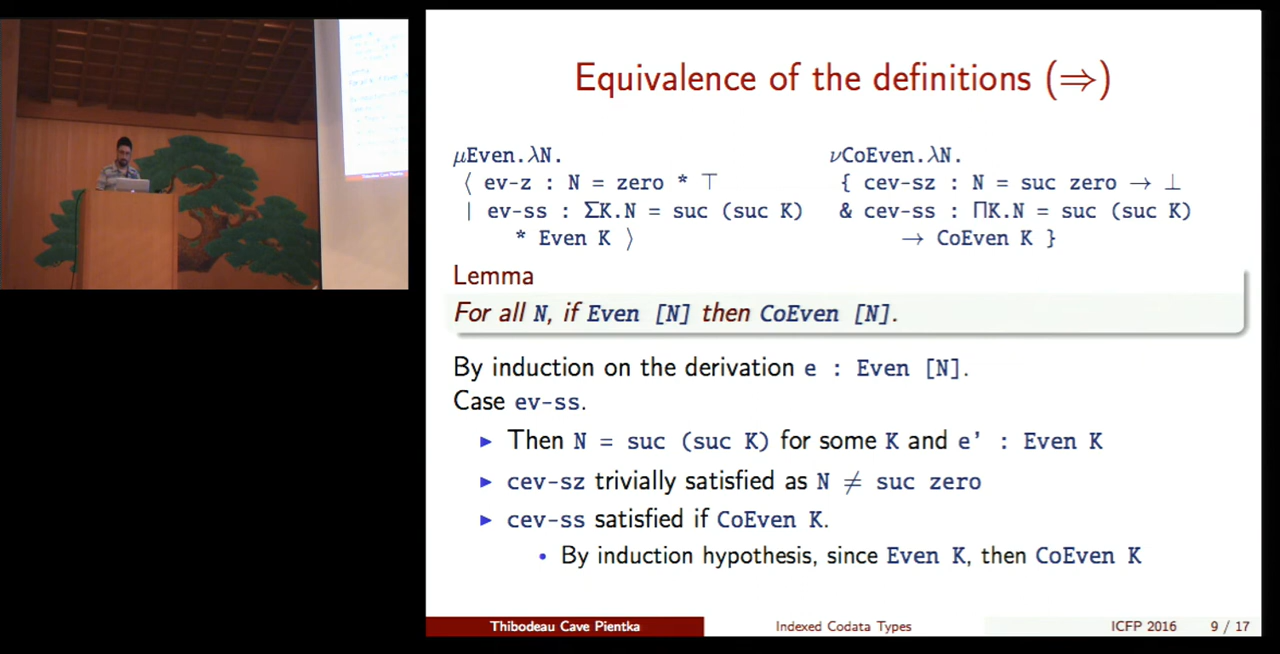 Equivalence of the definitions (⇒)
μEven.λN.
⟨ ev-z : N = zero * ⊤
| ev-ss : ΣK.N = suc (suc K)
* Even K ⟩
νCoEven.λN.
{ cev-sz : N = suc zero → ⊥
& cev-ss : ΠK.N = suc (suc K)
→ CoEven K }
Lemma
For all N, if Even [N] then CoEven [N].
By induction on the derivation e : Even [N].
Case ev-ss.
▶ Then N = suc (suc K) for some K and e' : Even K
▶ cev-sz trivially satisfied as N ≠ suc zero
▶ cev-ss satisfied if CoEven K.
• By induction hypothesis, since Even K, then CoEven K
Thibodeau Cave Pientka
Indexed Codata Types
ICFP 2016
9 / 17